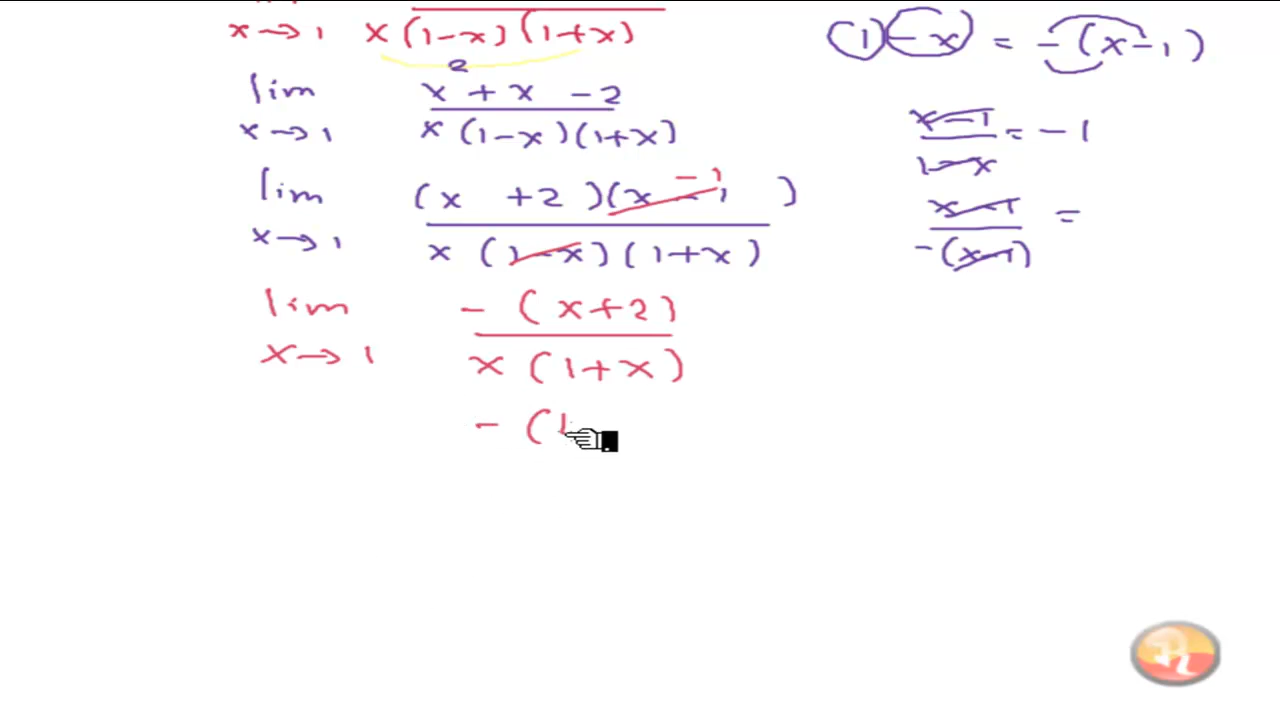 x → 1 x (1-x) (1+x)
(1) - x = - (x-1)
lim x² + x - 2
x → 1 x (1-x)(1+x)
x-1
--- = -1
1-x
lim (x +2)(x - 1) -1
x → 1 x (1-x)(1+x)
x-1
--- =
-(x-1)
lim - (x+2)
x → 1 x (1+x)
- (1